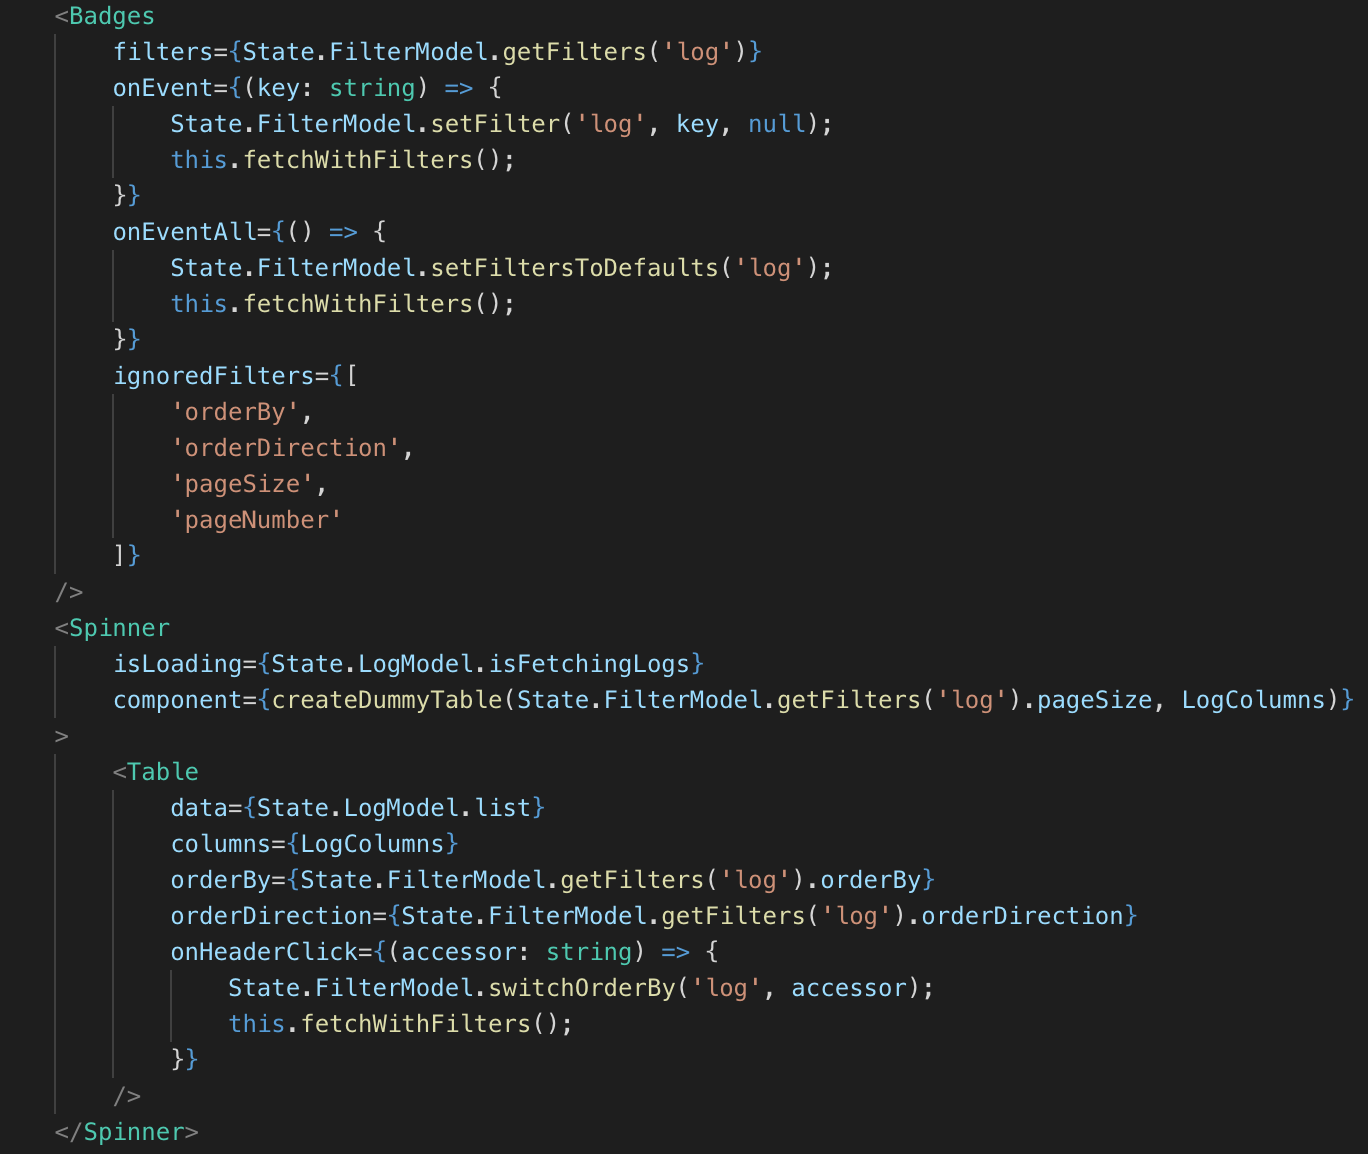 <Badges
filters={State.FilterModel.getFilters('log')}
onEvent={(key: string) => {
State.FilterModel.setFilter('log', key, null);
this.fetchWithFilters();
}}
onEventAll={() => {
State.FilterModel.setFiltersToDefaults('log');
this.fetchWithFilters();
}}
ignoredFilters={[
'orderBy',
'orderDirection',
'pageSize',
'pageNumber'
]}
/>
<Spinner
isLoading={State.LogModel.isFetchingLogs}
component={createDummyTable(State.FilterModel.getFilters('log').pageSize, LogColumns)}
>
<Table
data={State.LogModel.list}
columns={LogColumns}
orderBy={State.FilterModel.getFilters('log').orderBy}
orderDirection={State.FilterModel.getFilters('log').orderDirection}
onHeaderClick={(accessor: string) => {
State.FilterModel.switchOrderBy('log', accessor);
this.fetchWithFilters();
}}
/>
</Spinner>